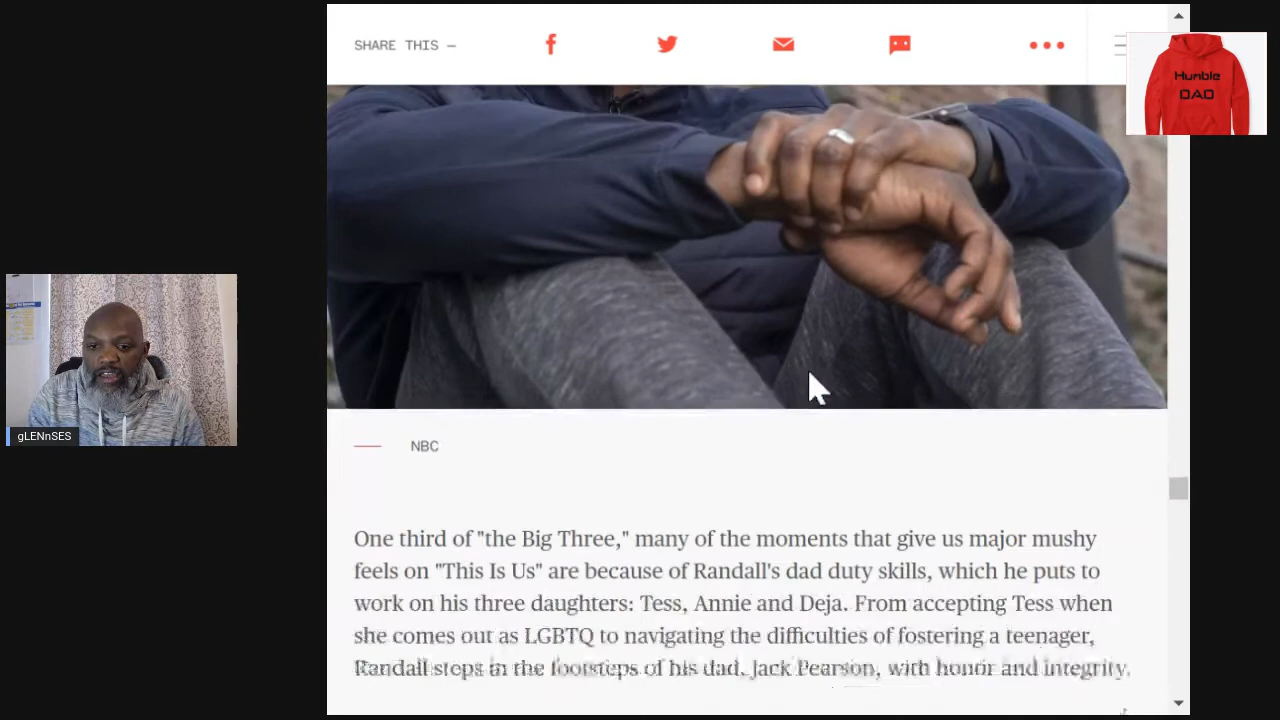 SHARE THIS —
Humble
DAD
gLENnSES
NBC
One third of "the Big Three," many of the moments that give us major mushy
feels on "This Is Us" are because of Randall's dad duty skills, which he puts to
work on his three daughters: Tess, Annie and Deja. From accepting Tess when
she comes out as LGBTQ to navigating the difficulties of fostering a teenager,
Randall steps in the footsteps of his dad, Jack Pearson, with honor and integrity.